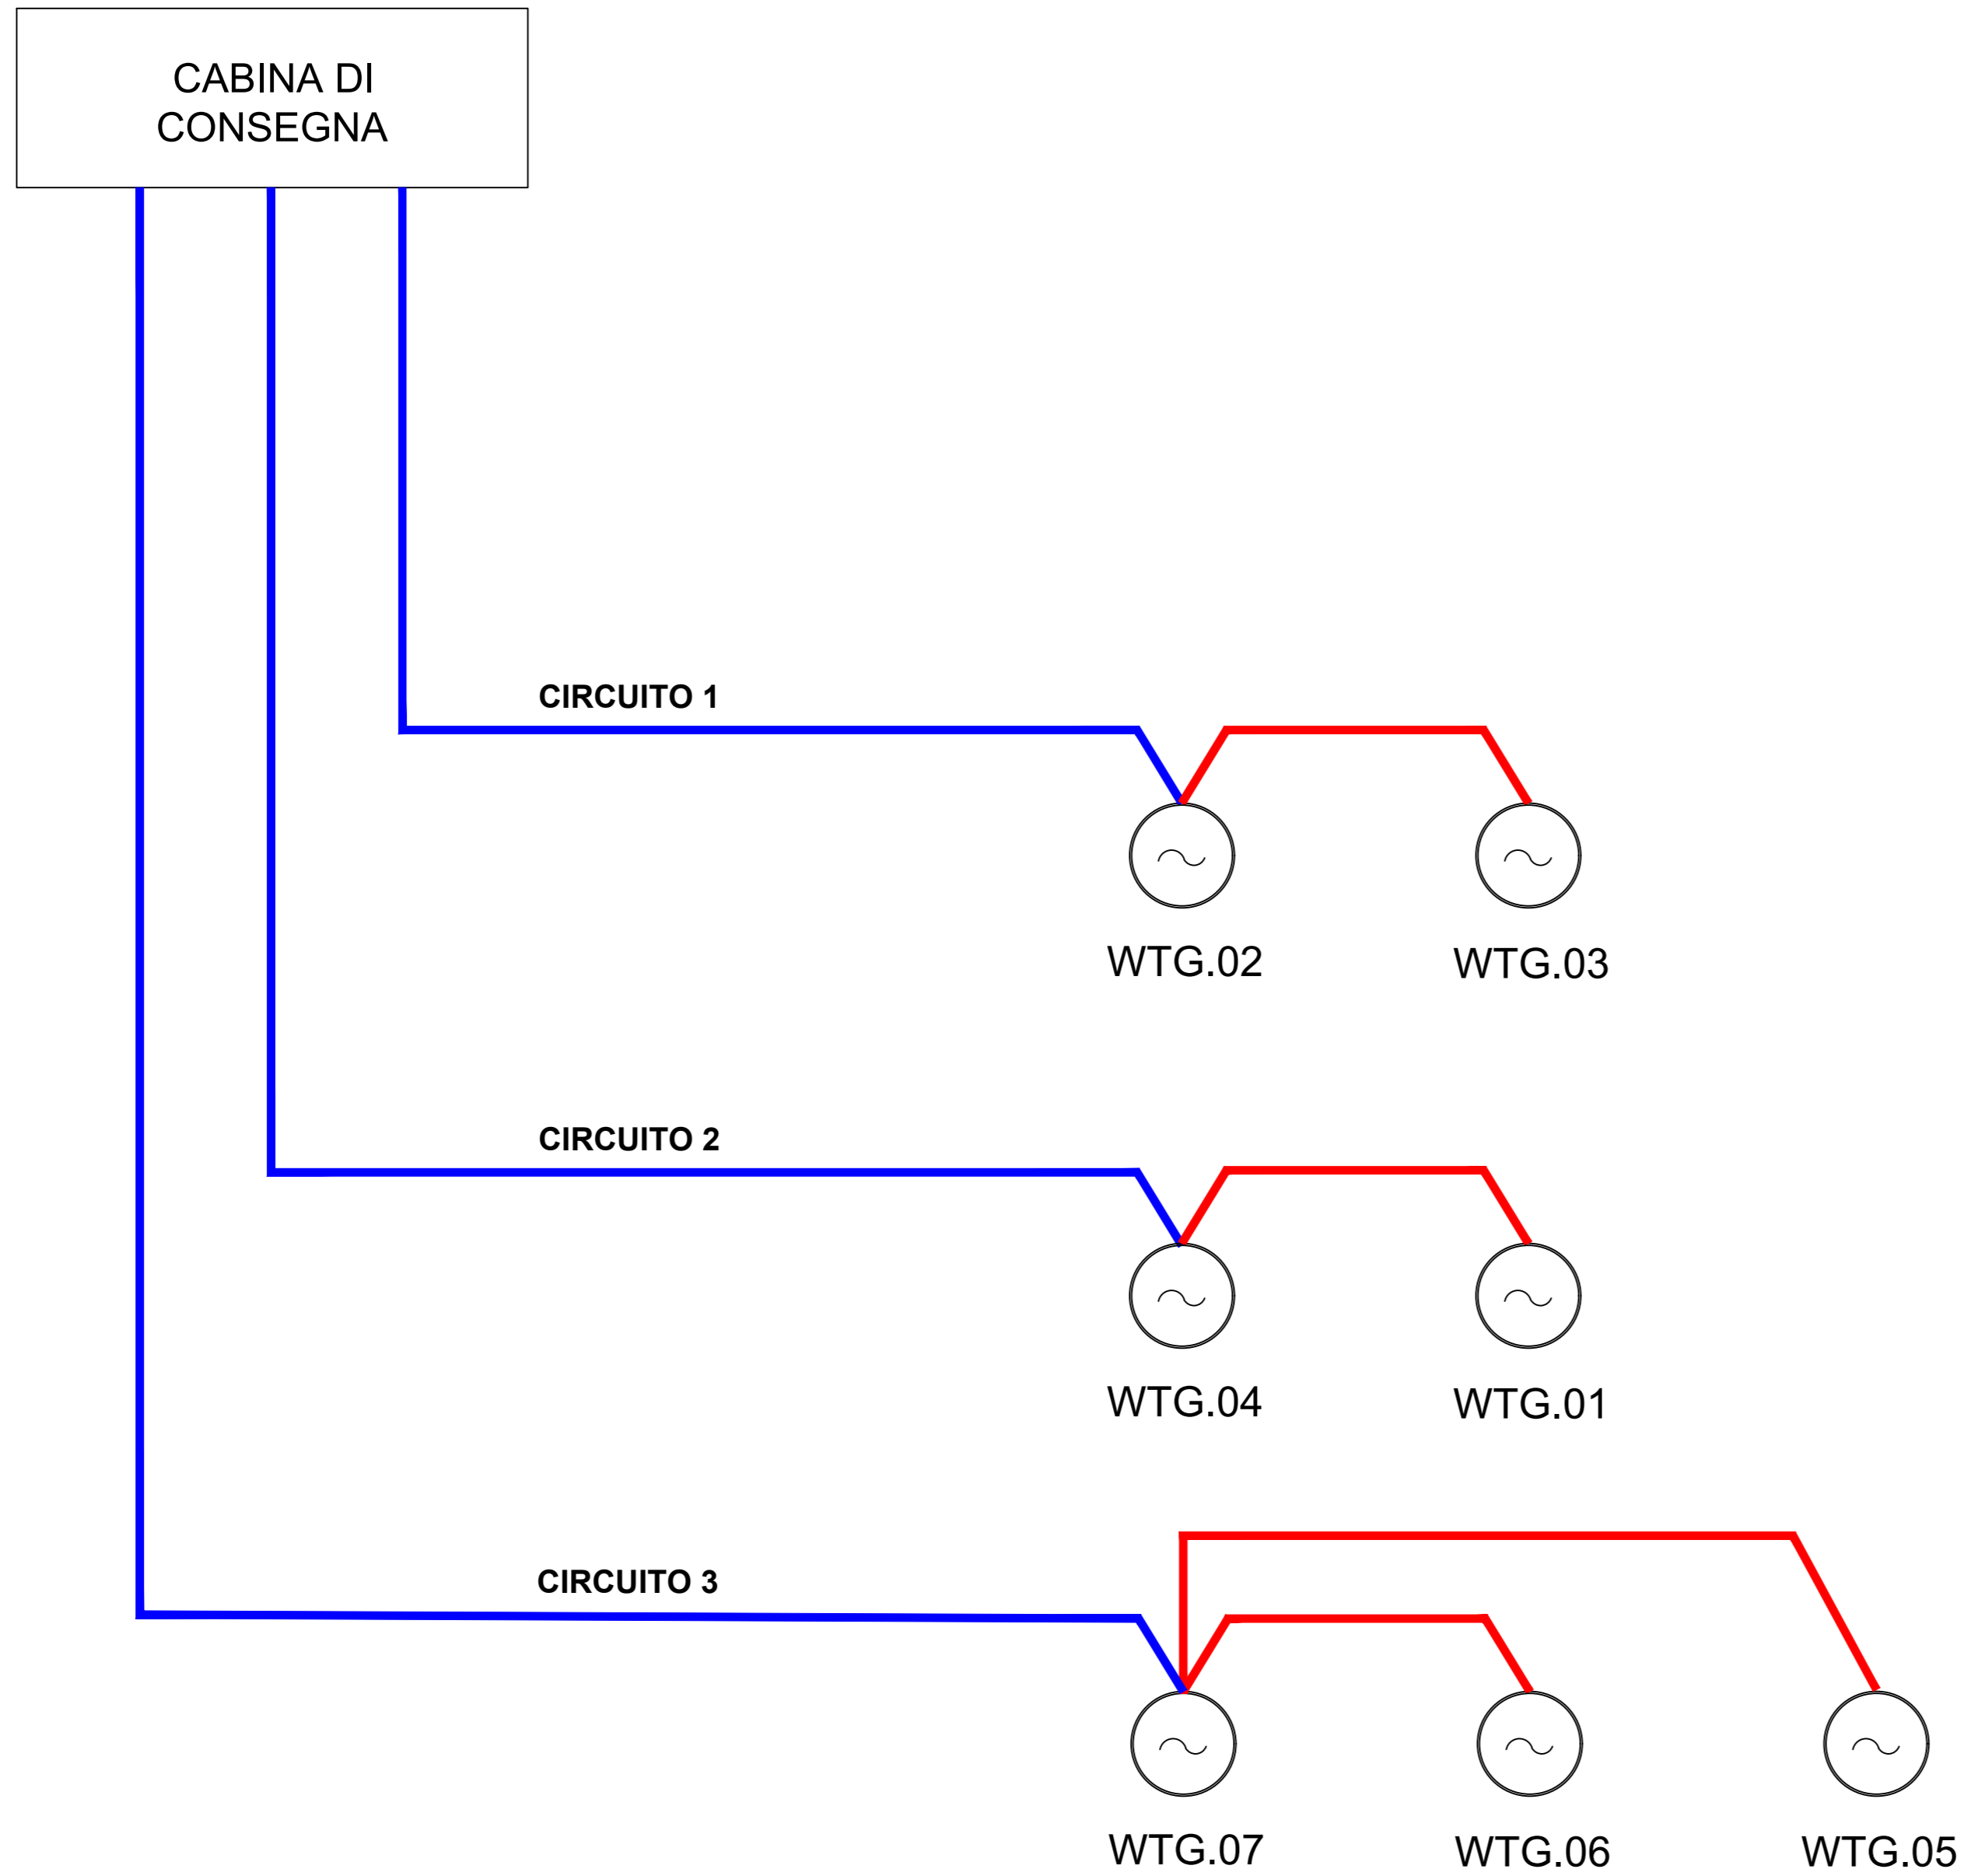 CABINA DI
CONSEGNA
CIRCUITO 1
WTG.02
WTG.03
CIRCUITO 2
WTG.04
WTG.01
CIRCUITO 3
WTG.07
WTG.06
WTG.05